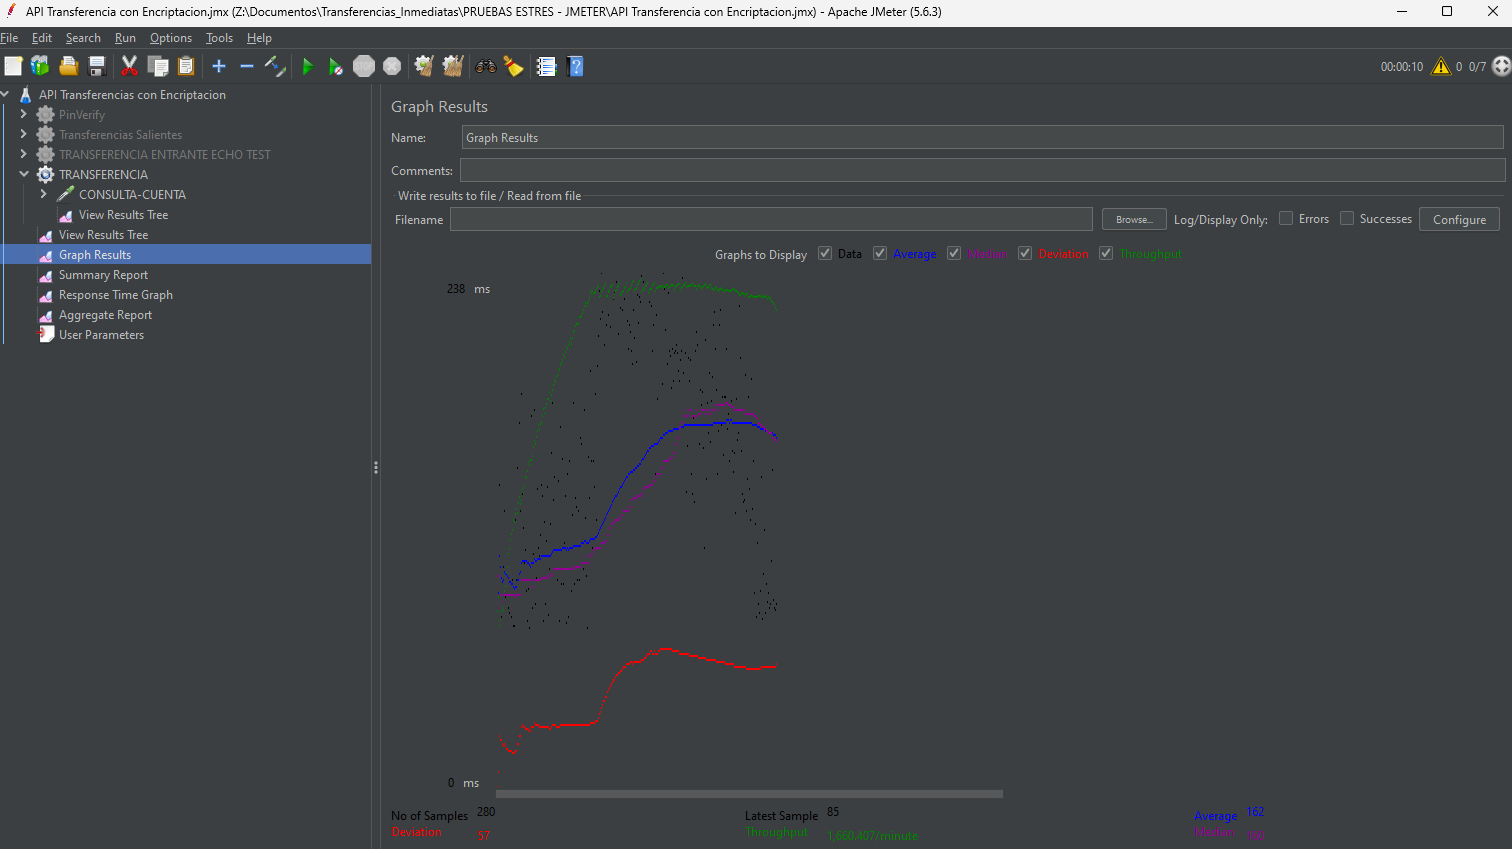 API Transferencia con Encriptacion.jmx (Z:\Documentos\Transferencias_Inmediatas\PRUEBAS ESTRES - JMETER\API Transferencia con Encriptacion.jmx) - Apache JMeter (5.6.3)
File Edit Search Run Options Tools Help
00:00:10 0 0/7
API Transferencias con Encriptacion
PinVerify
Transferencias Salientes
TRANSFERENCIA ENTRANTE ECHO TEST
TRANSFERENCIA
CONSULTA-CUENTA
View Results Tree
View Results Tree
Graph Results
Summary Report
Response Time Graph
Aggregate Report
User Parameters
Graph Results
Name: Graph Results
Comments:
Write results to file / Read from file
Filename Browse... Log/Display Only: Errors Successes Configure
Graphs to Display Data Average Median Deviation Throughput
238 ms
0 ms
No of Samples 280 Latest Sample 85 Average 162
Deviation 57 Throughput 1,660.407/minute Median